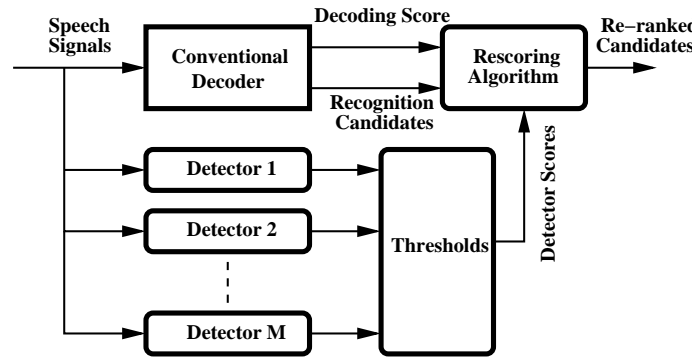 Speech
Signals
Conventional
Decoder
Decoding Score
Recognition
Candidates
Rescoring
Algorithm
Re-ranked
Candidates
Detector 1
Detector 2
Detector M
Thresholds
Detector Scores